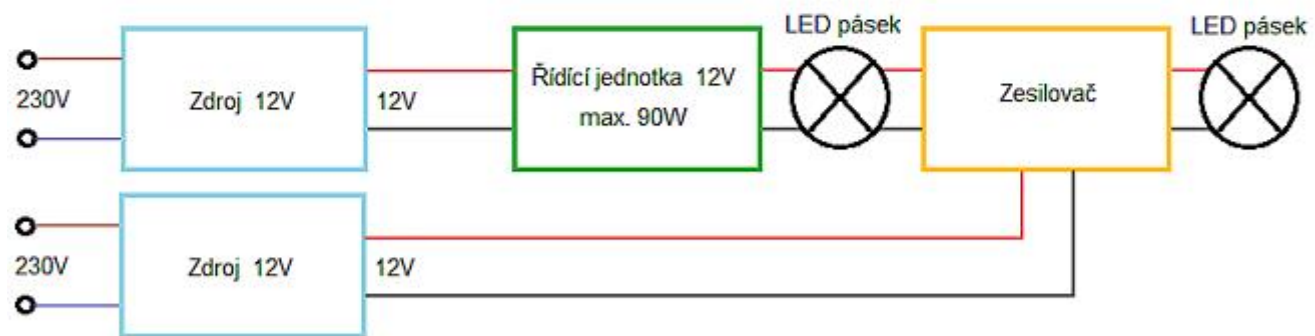 LED pásek
LED pásek
230V
Zdroj 12V
12V
Řídící jednotka 12V
max. 90W
Zesilovač
230V
Zdroj 12V
12V